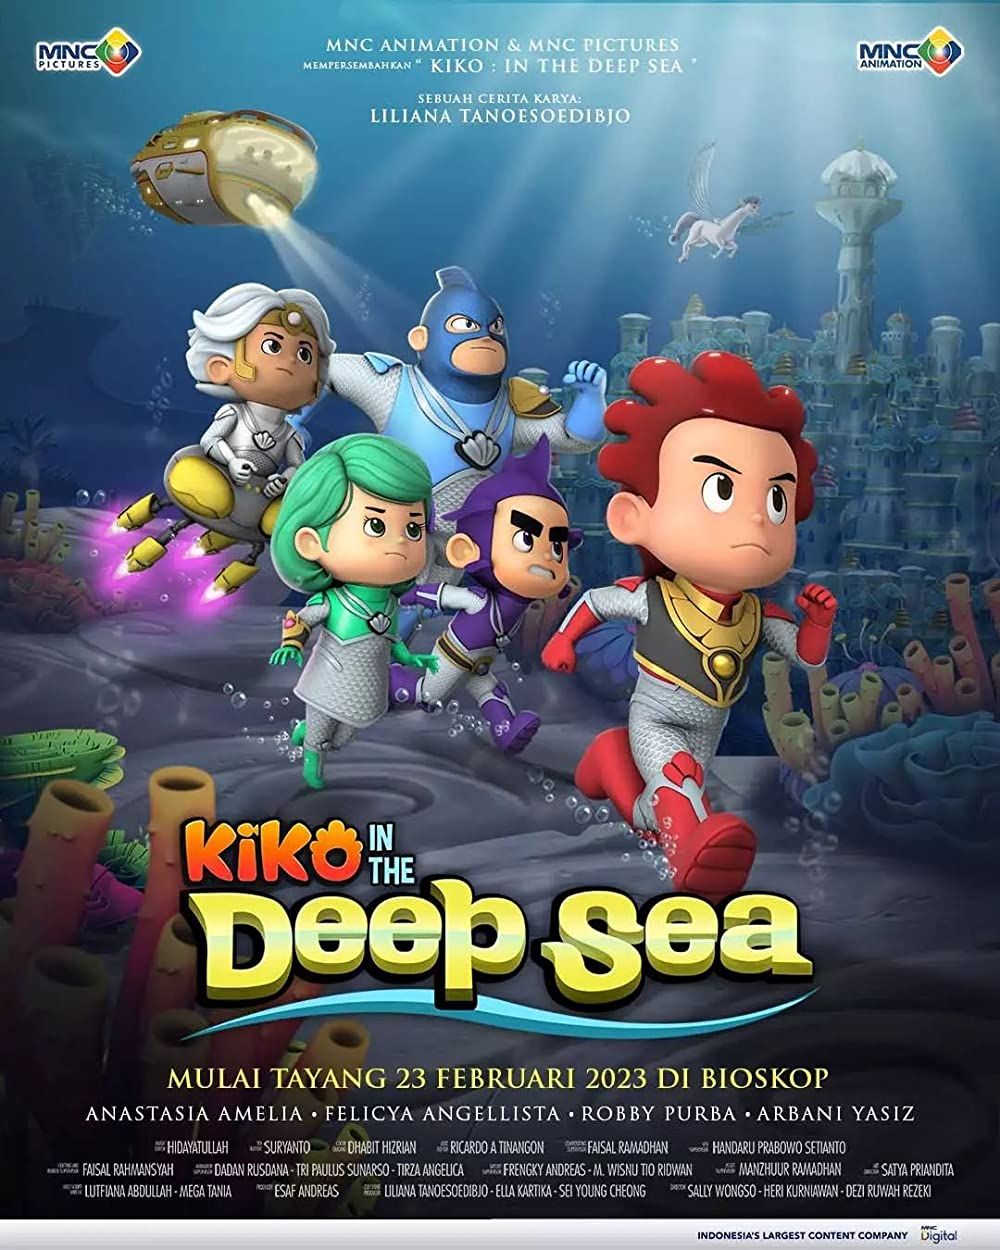 MNC
PICTURES
MNC ANIMATION & MNC PICTURES
MEMPERSEMBAHKAN " KIKO : IN THE DEEP SEA "
SEBUAH CERITA KARYA:
LILIANA TANOESOEDIBJO
MNC
ANIMATION
KIKO IN THE
Deep Sea
MULAI TAYANG 23 FEBRUARI 2023 DI BIOSKOP
ANASTASIA AMELIA • FELICYA ANGELLISTA • ROBBY PURBA • ARBANI YASIZ
HIDAYATULLAH SURYANTO DHABIT HIZRIAN RICARDO A TINANGON FAISAL RAMADHAN HANDARU PRABOWO SETIANTO
FAISAL RAHMANSYAH DADAN RUSDANA - TRI PAULUS SUNARSO - TIRZA ANGELICA FRENGKY ANDREAS - M. WISNU TIO RIDWAN MANZHUUR RAMADHAN SATYA PRIANDITA
LUTFIANA ABDULLAH - MEGA TANIA ESAF ANDREAS LILIANA TANOESOEDIBJO - ELLA KARTIKA - SEI YOUNG CHEONG SALLY WONGSO - HERI KURNIAWAN - DEZI RUWAH REZEKI
INDONESIA'S LARGEST CONTENT COMPANY MNC Digital